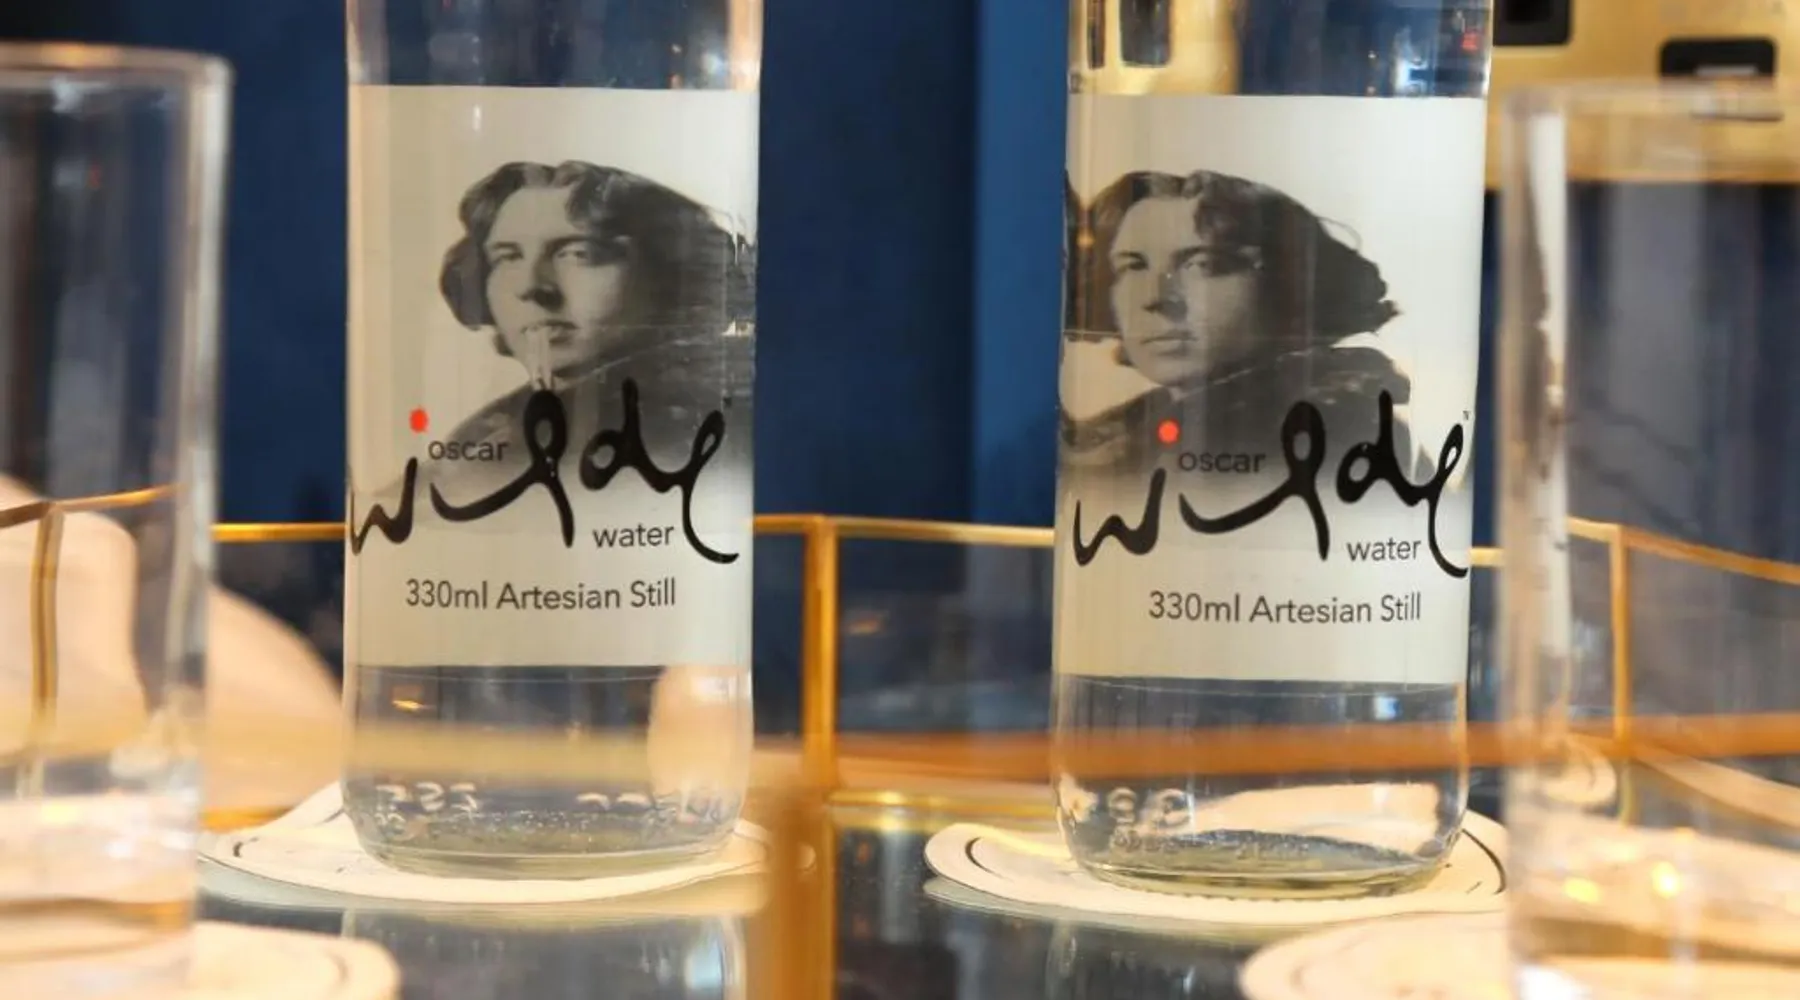 oscar
wilde
water
330ml Artesian Still
oscar
wilde
water
330ml Artesian Still